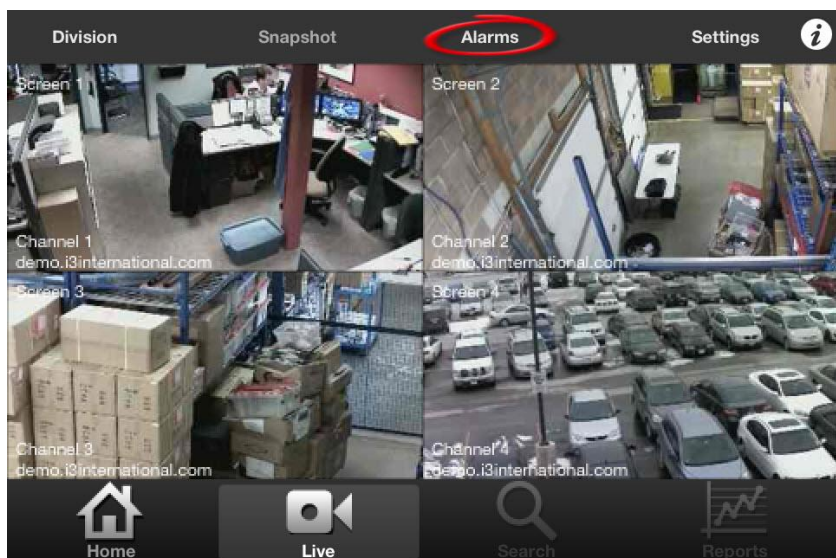 Division Snapshot Alarms Settings i
Screen 1
Screen 2
Channel 1
demo.i3international.com
Channel 2
demo.i3international.com
Screen 3
Screen 4
Channel 3
demo.i3international.com
Channel 4
demo.i3international.com
Home Live Search Reports